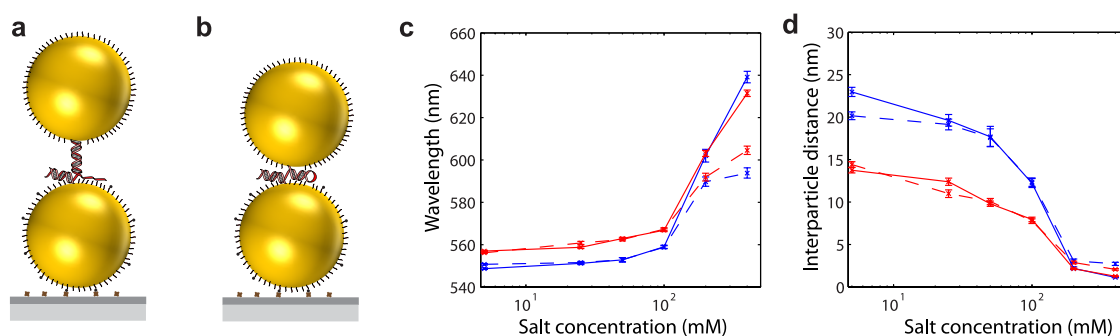 a
b
c
d
Wavelength (nm)
660
640
620
600
580
560
540
10¹
10²
Salt concentration (mM)
Interparticle distance (nm)
30
25
20
15
10
5
0
10¹
10²
Salt concentration (mM)